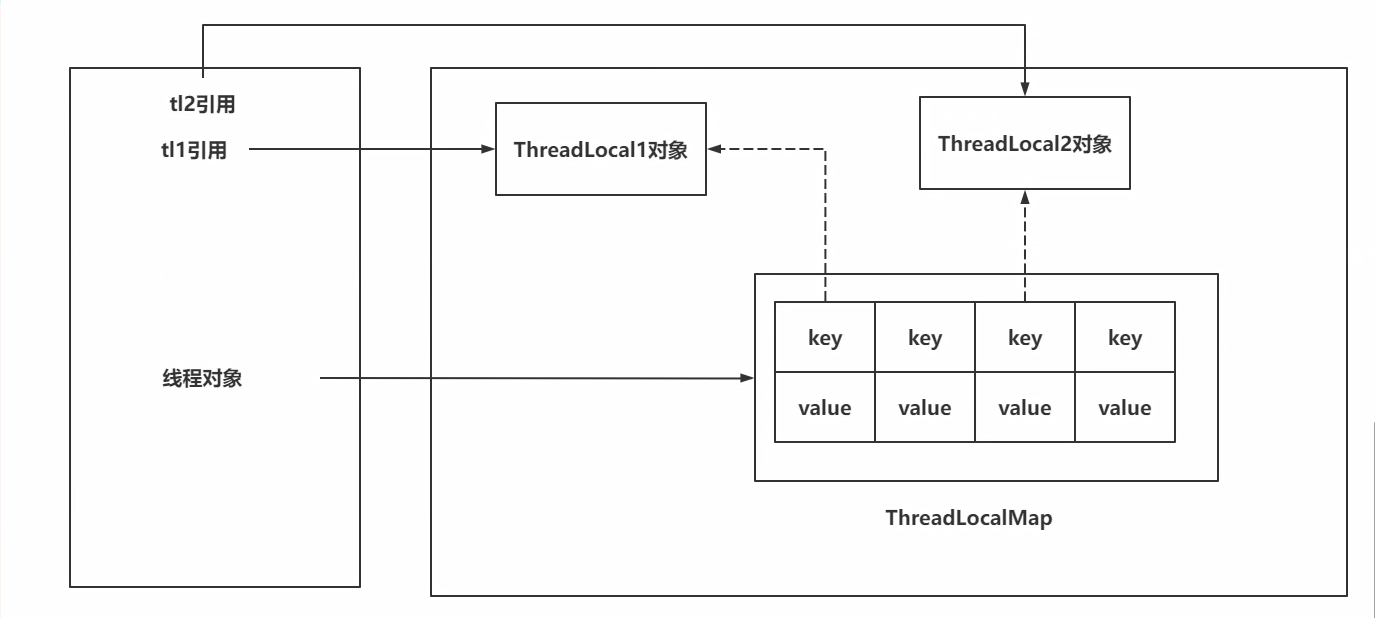 tl2引用
tl1引用
ThreadLocal1对象
ThreadLocal2对象
线程对象
key key key key
value value value value
ThreadLocalMap